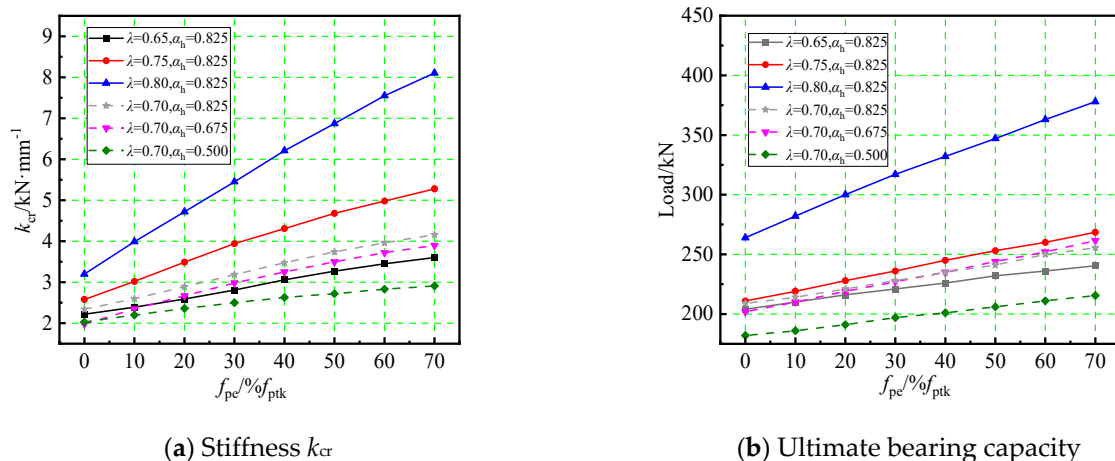 9
8
7
6
5
4
3
2
k_cr/kN·mm⁻¹
λ=0.65,α_h=0.825
λ=0.75,α_h=0.825
λ=0.80,α_h=0.825
λ=0.70,α_h=0.825
λ=0.70,α_h=0.675
λ=0.70,α_h=0.500
0 10 20 30 40 50 60 70
f_pe/%f_ptk
(a) Stiffness k_cr
450
400
350
300
250
200
Load/kN
λ=0.65,α_h=0.825
λ=0.75,α_h=0.825
λ=0.80,α_h=0.825
λ=0.70,α_h=0.825
λ=0.70,α_h=0.675
λ=0.70,α_h=0.500
0 10 20 30 40 50 60 70
f_pe/%f_ptk
(b) Ultimate bearing capacity